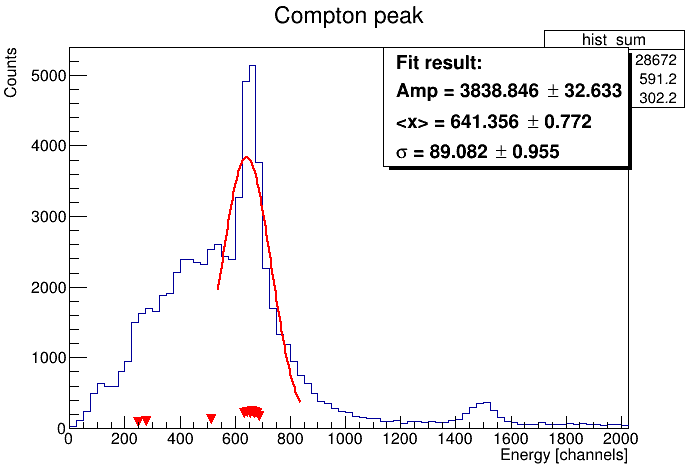 Compton peak
hist_sum
28672
591.2
302.2
Fit result:
Amp = 3838.846 ± 32.633
<x> = 641.356 ± 0.772
σ = 89.082 ± 0.955
Counts
5000
4000
3000
2000
1000
0
0 200 400 600 800 1000 1200 1400 1600 1800 2000
Energy [channels]